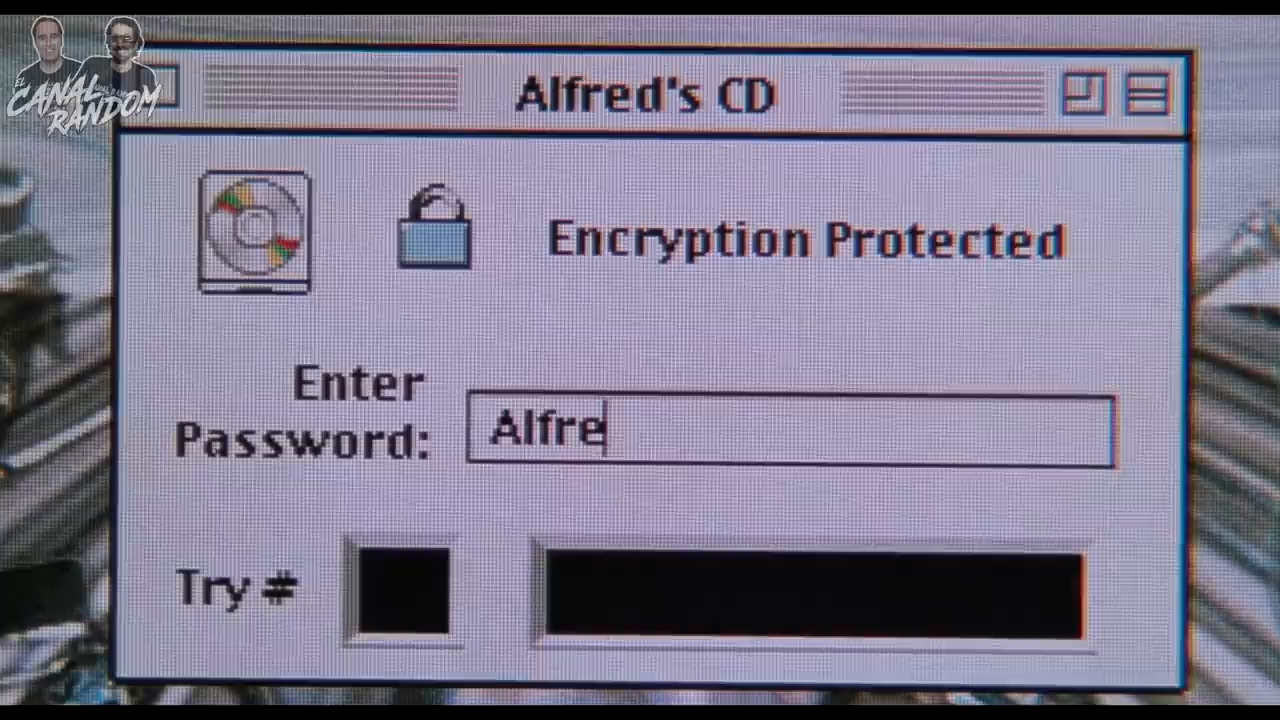 EL
CANAL
RANDOM
Alfred's CD
Encryption Protected
Enter
Password:
Alfre
Try #